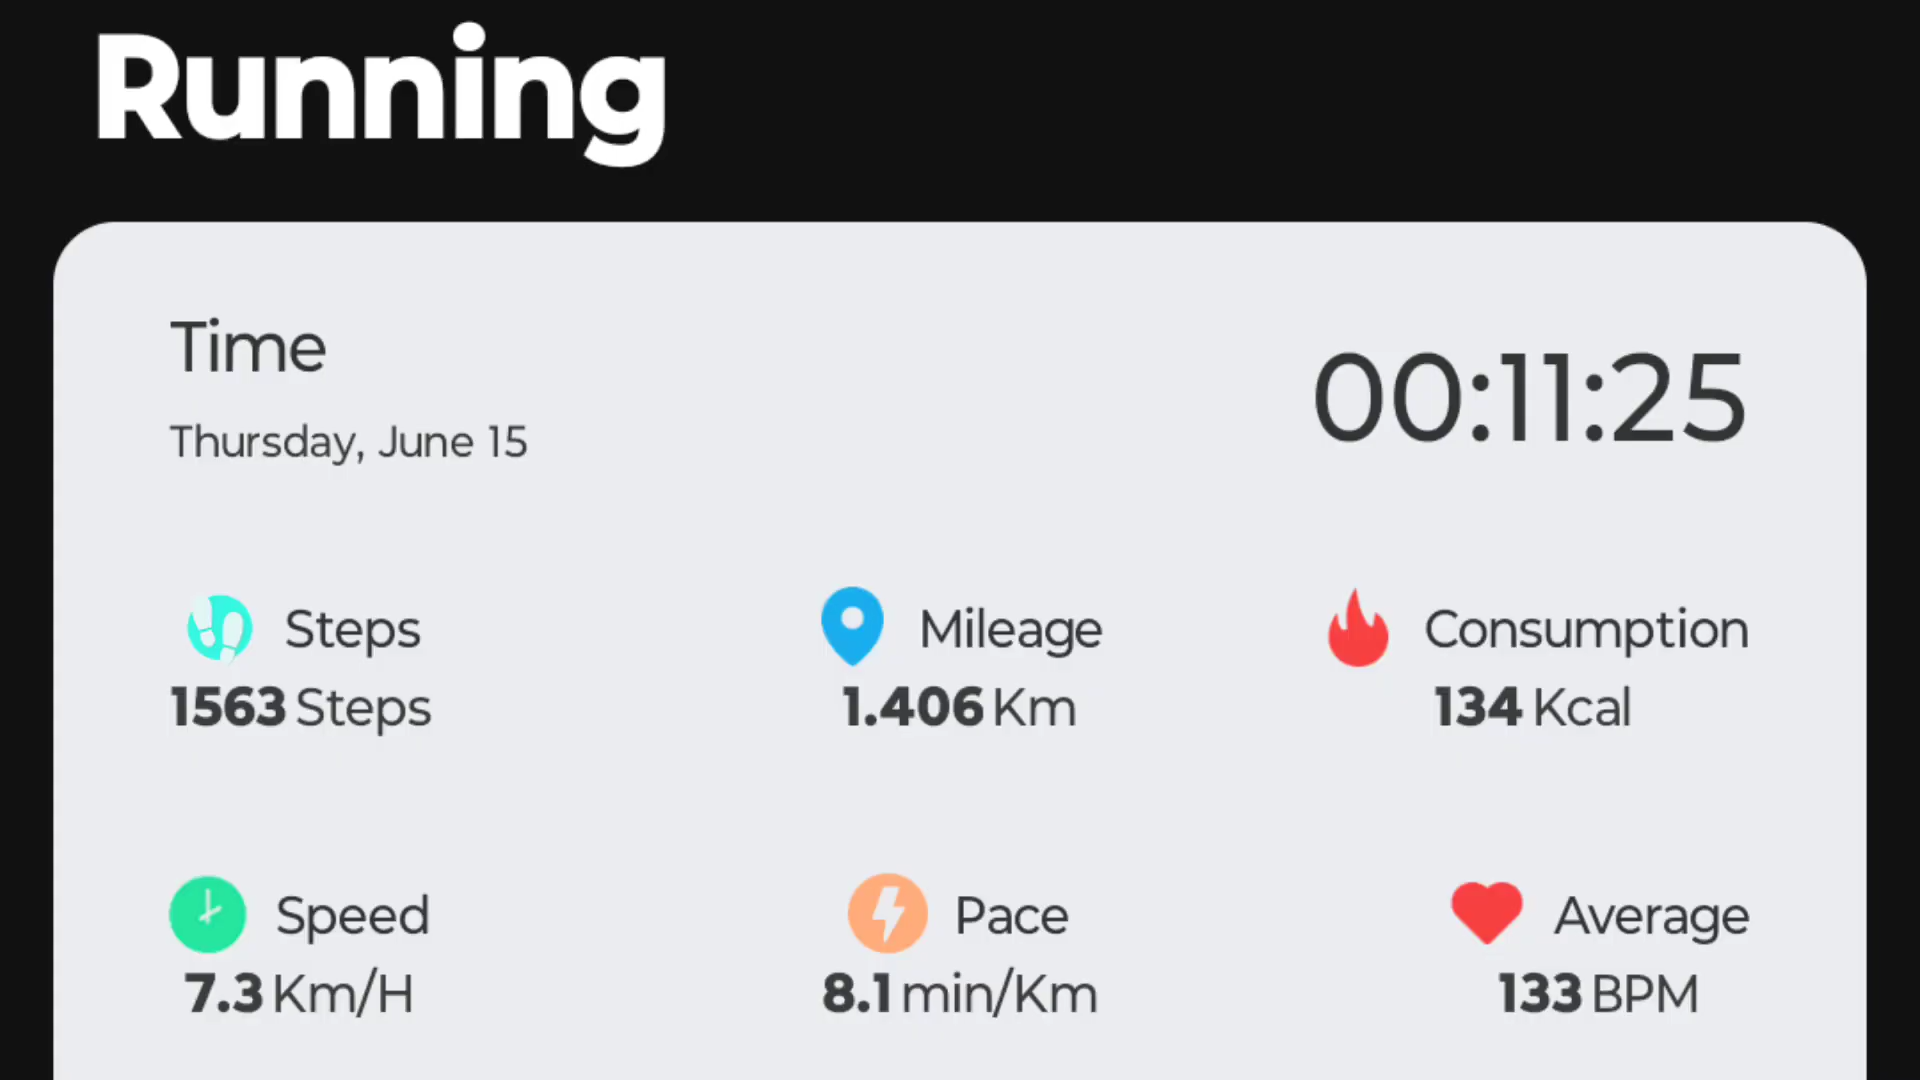 Running
Time
00:11:25
Thursday, June 15
Steps
Mileage
Consumption
1563 Steps
1.406 Km
134 Kcal
Speed
Pace
Average
7.3 Km/H
8.1 min/Km
133 BPM